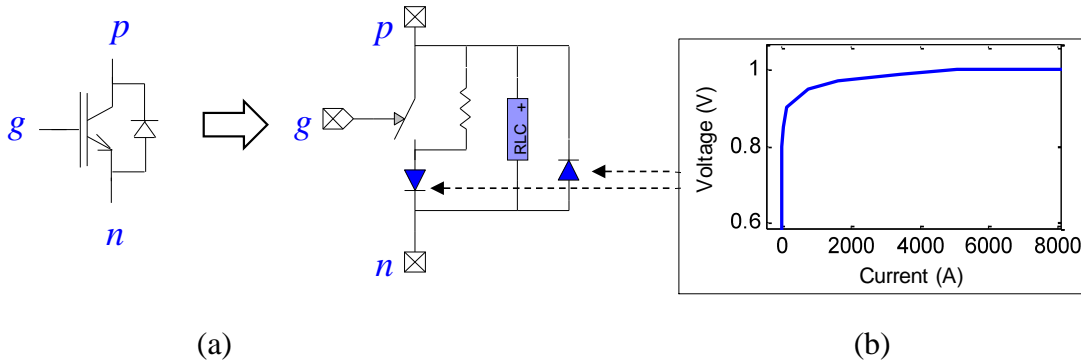 p
g
n
p
g
RLC +
n
Voltage (V)
1
0.8
0.6
0
2000
4000
6000
8000
Current (A)
(a)
(b)